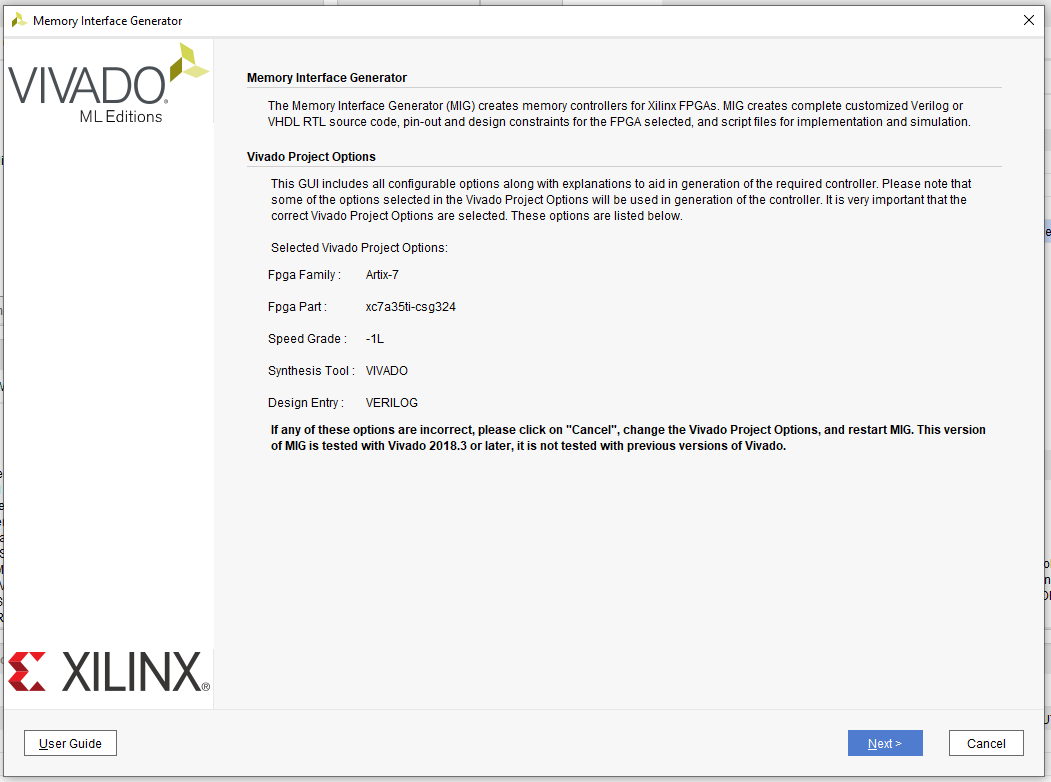 Memory Interface Generator
VIVADO
ML Editions
Memory Interface Generator
The Memory Interface Generator (MIG) creates memory controllers for Xilinx FPGAs. MIG creates complete customized Verilog or
VHDL RTL source code, pin-out and design constraints for the FPGA selected, and script files for implementation and simulation.
Vivado Project Options
This GUI includes all configurable options along with explanations to aid in generation of the required controller. Please note that
some of the options selected in the Vivado Project Options will be used in generation of the controller. It is very important that the
correct Vivado Project Options are selected. These options are listed below.
Selected Vivado Project Options:
Fpga Family : Artix-7
Fpga Part : xc7a35ti-csg324
Speed Grade : -1L
Synthesis Tool : VIVADO
Design Entry : VERILOG
If any of these options are incorrect, please click on "Cancel", change the Vivado Project Options, and restart MIG. This version
of MIG is tested with Vivado 2018.3 or later, it is not tested with previous versions of Vivado.
XILINX®
User Guide
Next >
Cancel